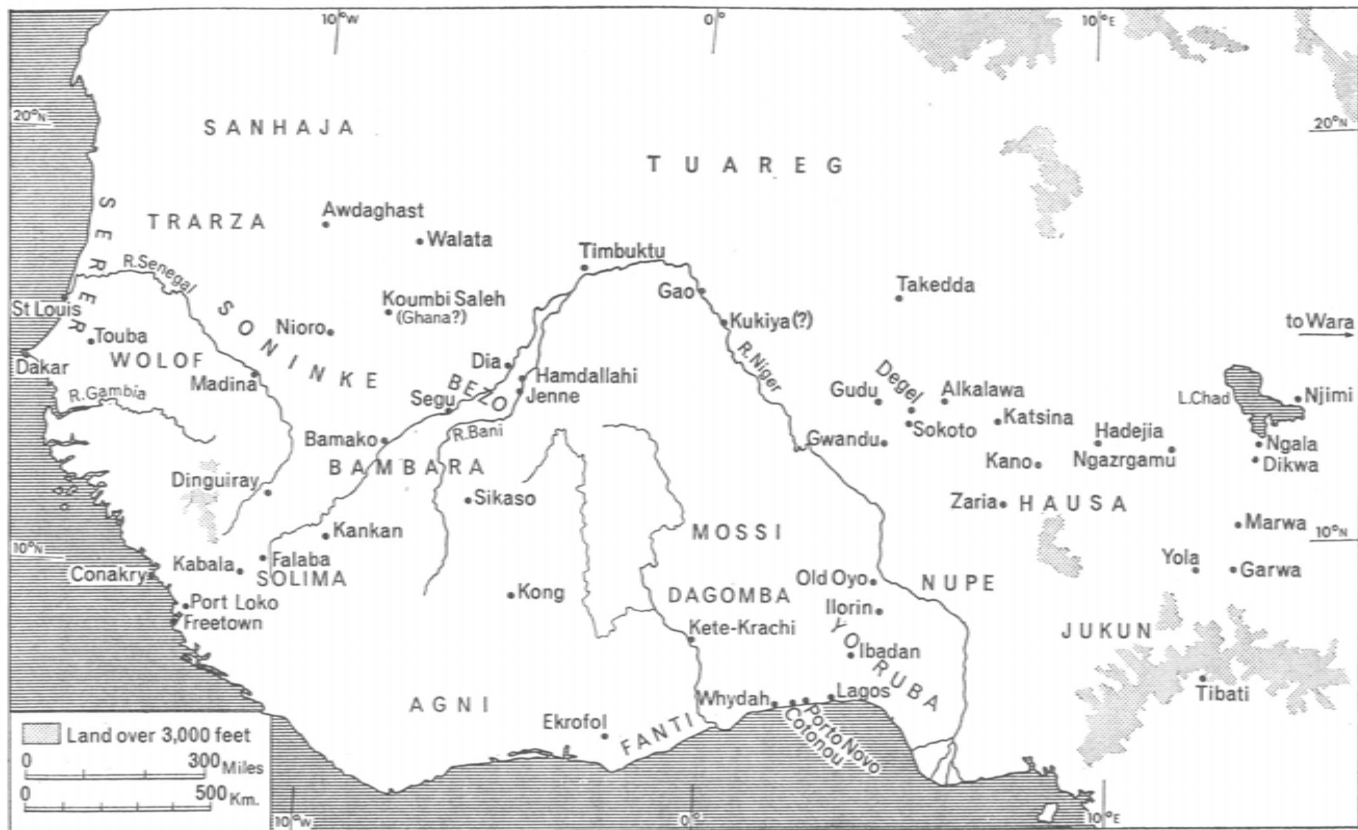 10°W
0°
10°E
20°N
20°N
SANHAJA
TUAREG
SERER
TRARZA
Awdaghast
Walata
R.Senegal
Timbuktu
St Louis
SONINKE
Koumbi Saleh
(Ghana?)
Gao
Takedda
Touba
Nioro
Kukiya(?)
to Wara
WOLOF
Dakar
Madina
Dia
BEZO
Hamdallahi
Jenne
R.Niger
Degel
Gudu
Alkalawa
L.Chad
Njimi
R.Gambia
Segu
R.Bani
Sokoto
Katsina
Bamako
Gwandu
Hadejia
Ngala
BAMBARA
Kano
Ngazrgamu
Dikwa
Dinguiray
Sikaso
Zaria
HAUSA
Kankan
MOSSI
Marwa
10°N
10°N
Kabala
Falaba
Conakry
SOLIMA
Old Oyo
NUPE
Yola
Garwa
Port Loko
Kong
DAGOMBA
Ilorin
Freetown
Kete-Krachi
YORUBA
JUKUN
Ibadan
Whydah
Lagos
Tibati
AGNI
Porto Novo
Cotonou
Ekrofol
FANTI
Land over 3,000 feet
0 300 Miles
0 500 Km.
10°W
0°
10°E